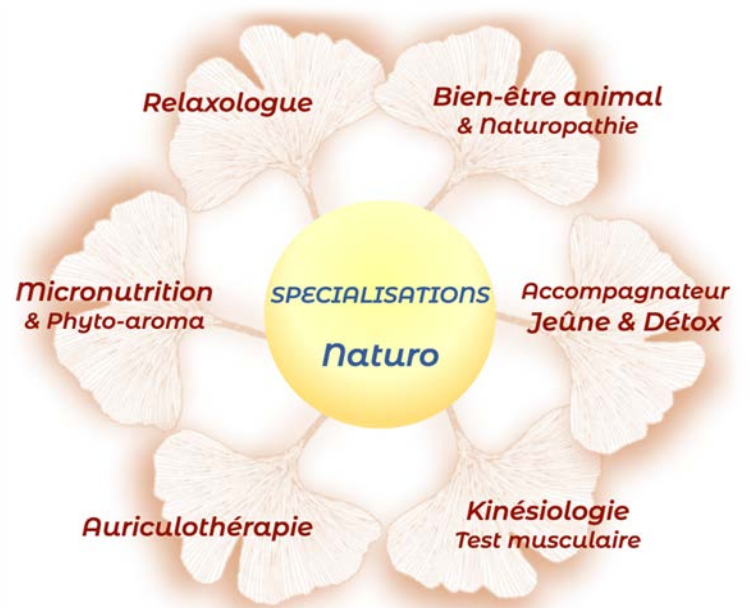 Relaxologue
Bien-être animal
& Naturopathie
Micronutrition
& Phyto-aroma
SPECIALISATIONS
Naturo
Accompagnateur
Jeûne & Détox
Auriculothérapie
Kinésiologie
Test musculaire